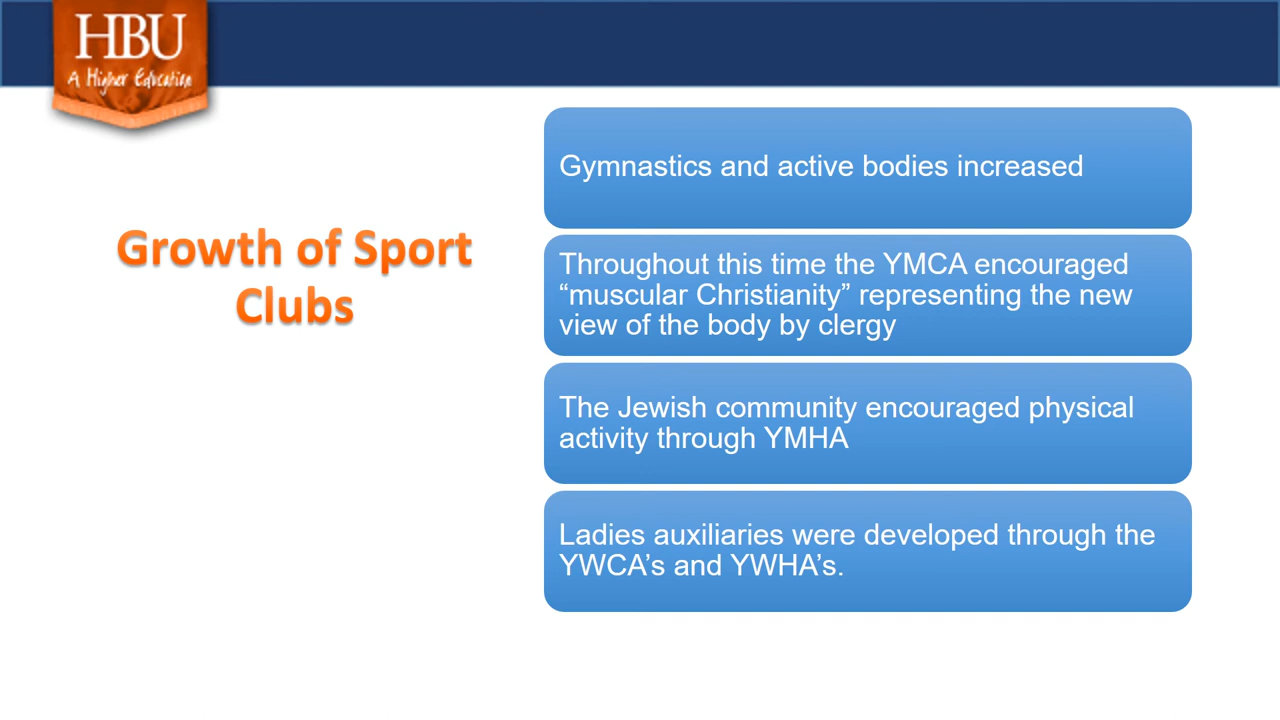 HBU
A Higher Education
Growth of Sport
Clubs
Gymnastics and active bodies increased
Throughout this time the YMCA encouraged
“muscular Christianity” representing the new
view of the body by clergy
The Jewish community encouraged physical
activity through YMHA
Ladies auxiliaries were developed through the
YWCA’s and YWHA’s.